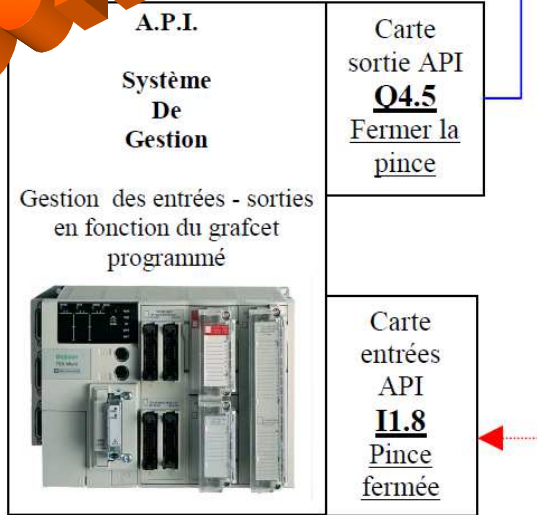 A.P.I.
Système
De
Gestion
Gestion des entrées - sorties
en fonction du grafcet
programmé
Carte
sortie API
Q4.5
Fermer la
pince
Carte
entrées
API
I1.8
Pince
fermée